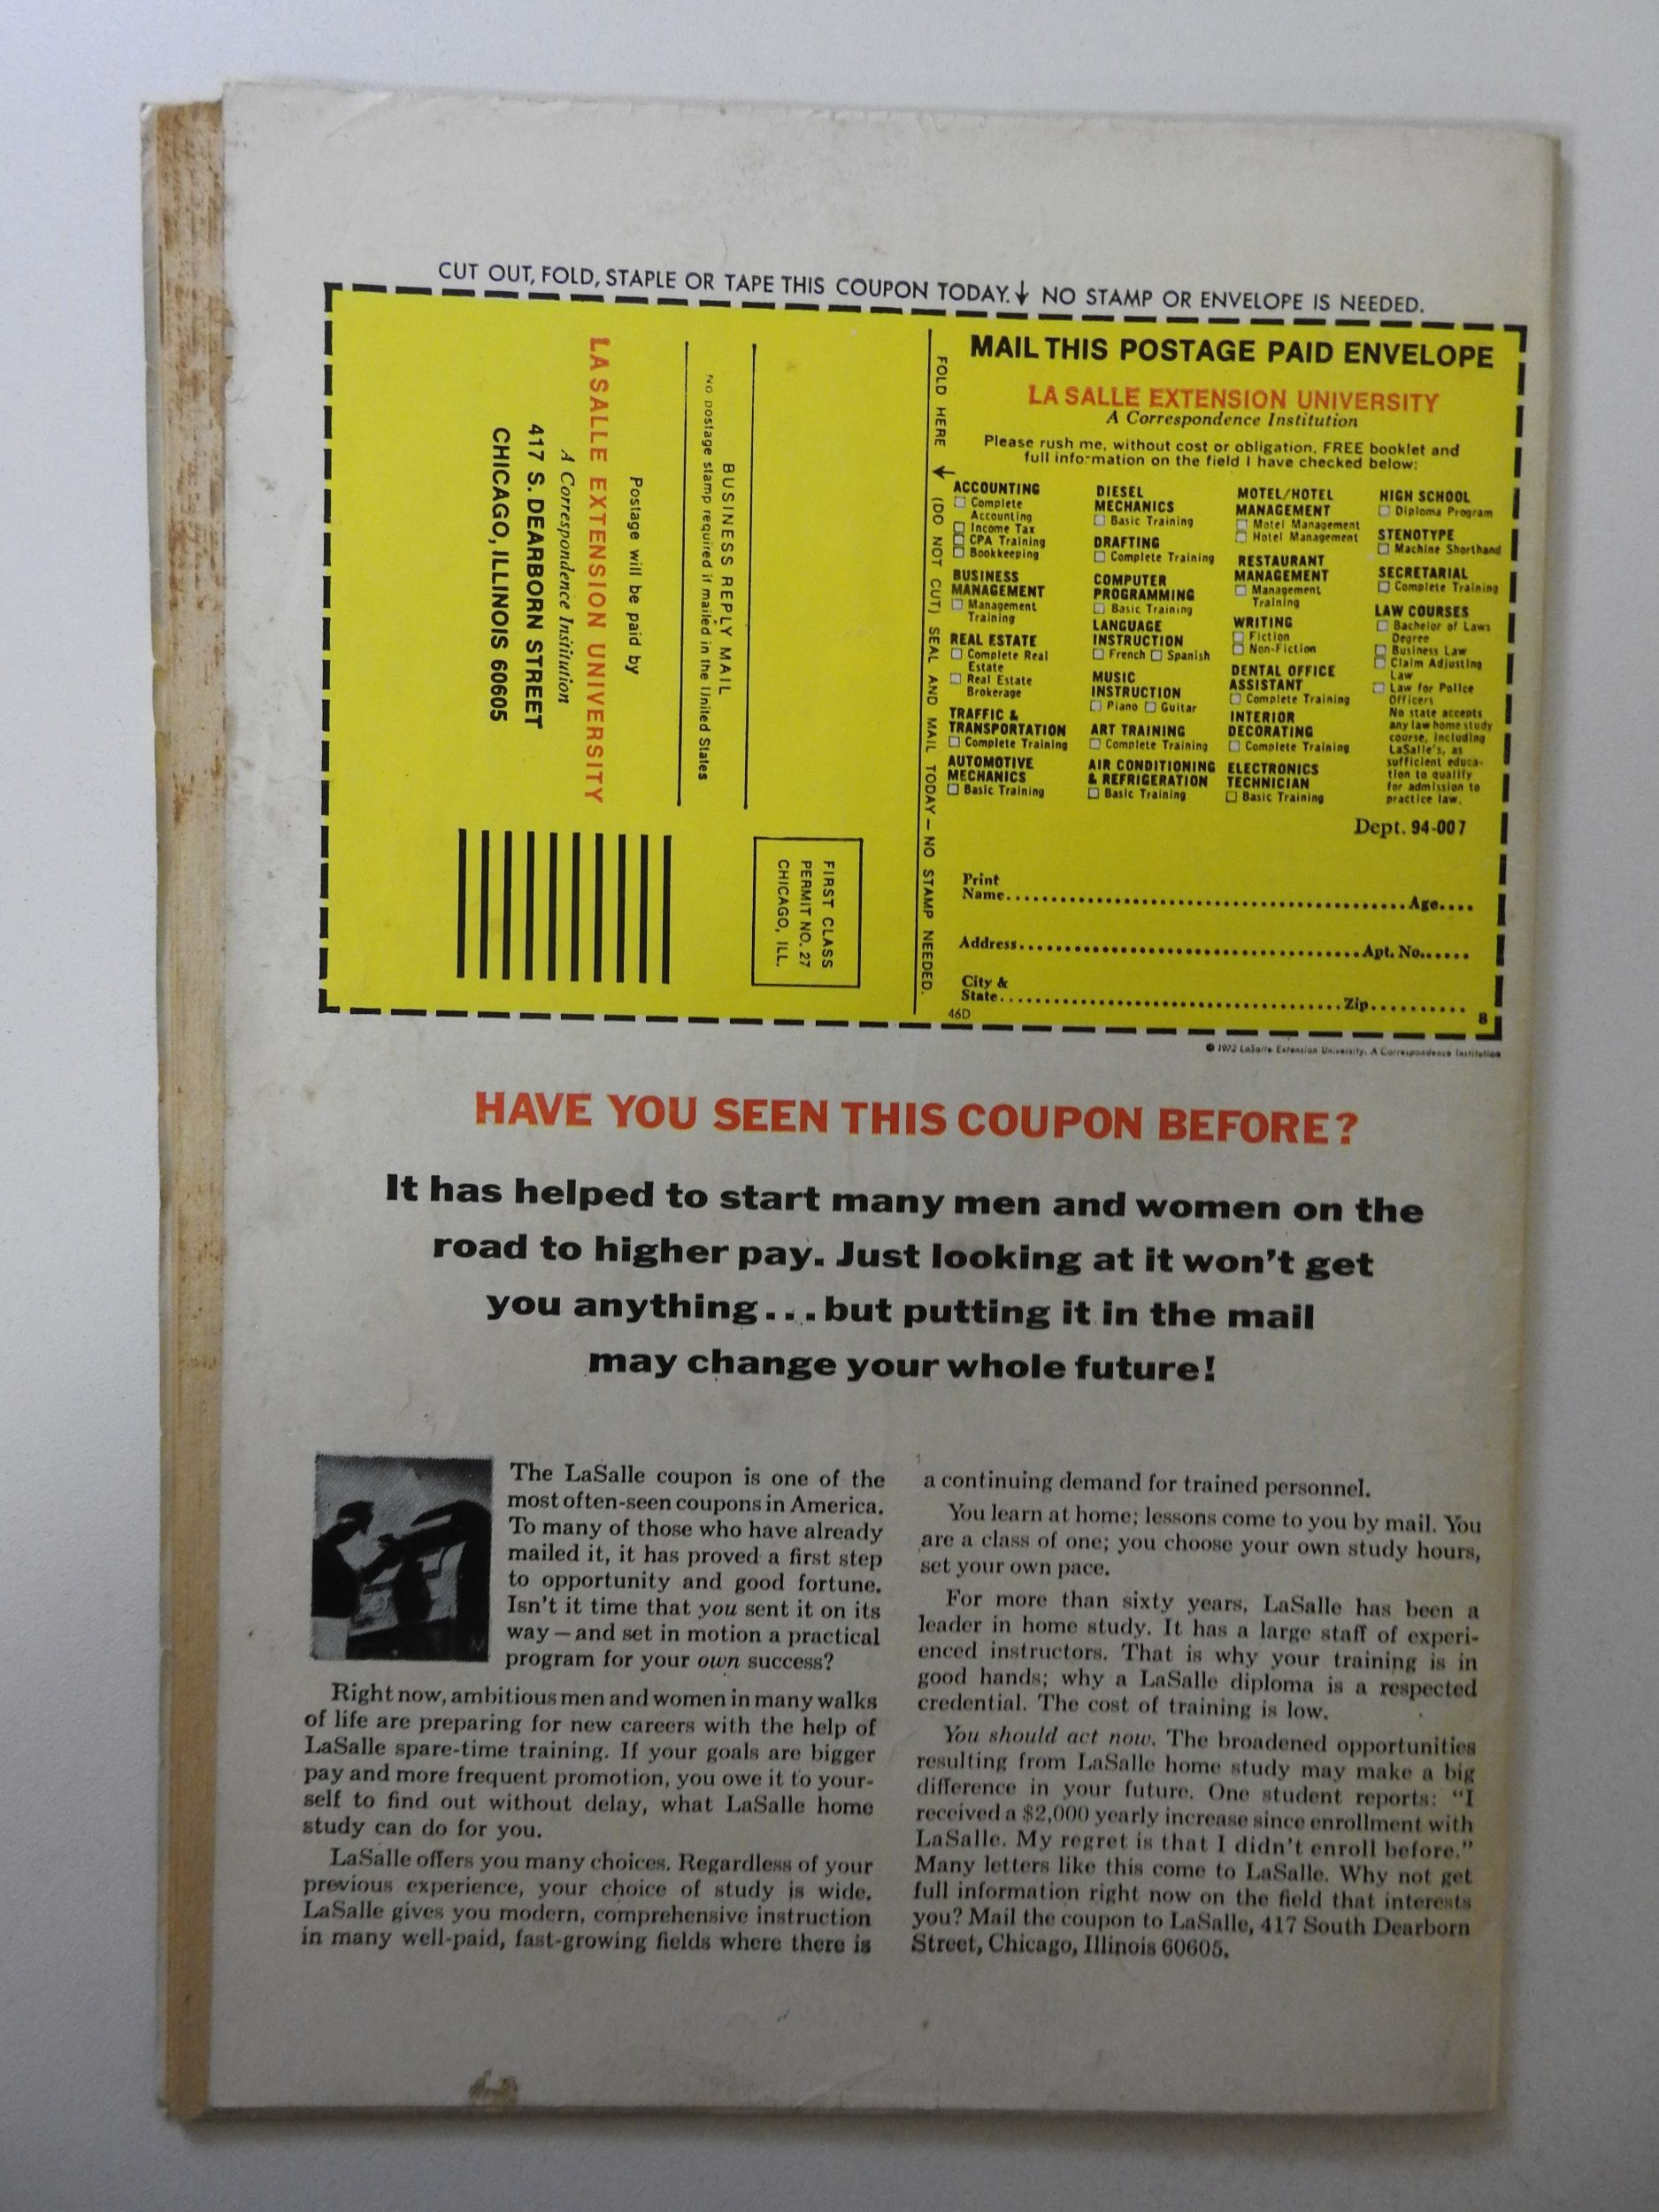 CUT OUT, FOLD, STAPLE OR TAPE THIS COUPON TODAY.↓ NO STAMP OR ENVELOPE IS NEEDED.
BUSINESS REPLY MAIL
No postage stamp required if mailed in the United States
Postage will be paid by
LA SALLE EXTENSION UNIVERSITY
A Correspondence Institution
417 S. DEARBORN STREET
CHICAGO, ILLINOIS 60605
FIRST CLASS
PERMIT NO. 27
CHICAGO, ILL.
FOLD HERE ↓ (DO NOT CUT) SEAL AND MAIL TODAY — NO STAMP NEEDED.
MAIL THIS POSTAGE PAID ENVELOPE
LA SALLE EXTENSION UNIVERSITY
A Correspondence Institution
Please rush me, without cost or obligation, FREE booklet and
full information on the field I have checked below:
ACCOUNTING
☐ Complete
Accounting
☐ Income Tax
☐ CPA Training
☐ Bookkeeping
BUSINESS
MANAGEMENT
☐ Management
Training
REAL ESTATE
☐ Complete Real
Estate
☐ Real Estate
Brokerage
TRAFFIC &
TRANSPORTATION
☐ Complete Training
AUTOMOTIVE
MECHANICS
☐ Basic Training
DIESEL
MECHANICS
☐ Basic Training
DRAFTING
☐ Complete Training
COMPUTER
PROGRAMMING
☐ Basic Training
LANGUAGE
INSTRUCTION
☐ French ☐ Spanish
MUSIC
INSTRUCTION
☐ Piano ☐ Guitar
ART TRAINING
☐ Complete Training
AIR CONDITIONING
& REFRIGERATION
☐ Basic Training
MOTEL/HOTEL
MANAGEMENT
☐ Motel Management
☐ Hotel Management
RESTAURANT
MANAGEMENT
☐ Management
Training
WRITING
☐ Fiction
☐ Non-Fiction
DENTAL OFFICE
ASSISTANT
☐ Complete Training
INTERIOR
DECORATING
☐ Complete Training
ELECTRONICS
TECHNICIAN
☐ Basic Training
HIGH SCHOOL
☐ Diploma Program
STENOTYPE
☐ Machine Shorthand
SECRETARIAL
☐ Complete Training
LAW COURSES
☐ Bachelor of Laws
Degree
☐ Business Law
☐ Claim Adjusting
Law
☐ Law for Police
Officers
No state accepts
any law home study
course, including
LaSalle's, as
sufficient educa-
tion to qualify
for admission to
practice law.
Dept. 94-007
Print
Name.....Age....
Address.....Apt. No......
City &
State.....Zip..........
46D
8
© 1972 LaSalle Extension University, A Correspondence Institution
HAVE YOU SEEN THIS COUPON BEFORE?
It has helped to start many men and women on the
road to higher pay. Just looking at it won't get
you anything...but putting it in the mail
may change your whole future!
The LaSalle coupon is one of the
most often-seen coupons in America.
To many of those who have already
mailed it, it has proved a first step
to opportunity and good fortune.
Isn't it time that you sent it on its
way—and set in motion a practical
program for your own success?
Right now, ambitious men and women in many walks
of life are preparing for new careers with the help of
LaSalle spare-time training. If your goals are bigger
pay and more frequent promotion, you owe it to your-
self to find out without delay, what LaSalle home
study can do for you.
LaSalle offers you many choices. Regardless of your
previous experience, your choice of study is wide.
LaSalle gives you modern, comprehensive instruction
in many well-paid, fast-growing fields where there is
a continuing demand for trained personnel.
You learn at home; lessons come to you by mail. You
are a class of one; you choose your own study hours,
set your own pace.
For more than sixty years, LaSalle has been a
leader in home study. It has a large staff of experi-
enced instructors. That is why your training is in
good hands; why a LaSalle diploma is a respected
credential. The cost of training is low.
You should act now. The broadened opportunities
resulting from LaSalle home study may make a big
difference in your future. One student reports: "I
received a $2,000 yearly increase since enrollment with
LaSalle. My regret is that I didn't enroll before."
Many letters like this come to LaSalle. Why not get
full information right now on the field that interests
you? Mail the coupon to LaSalle, 417 South Dearborn
Street, Chicago, Illinois 60605.